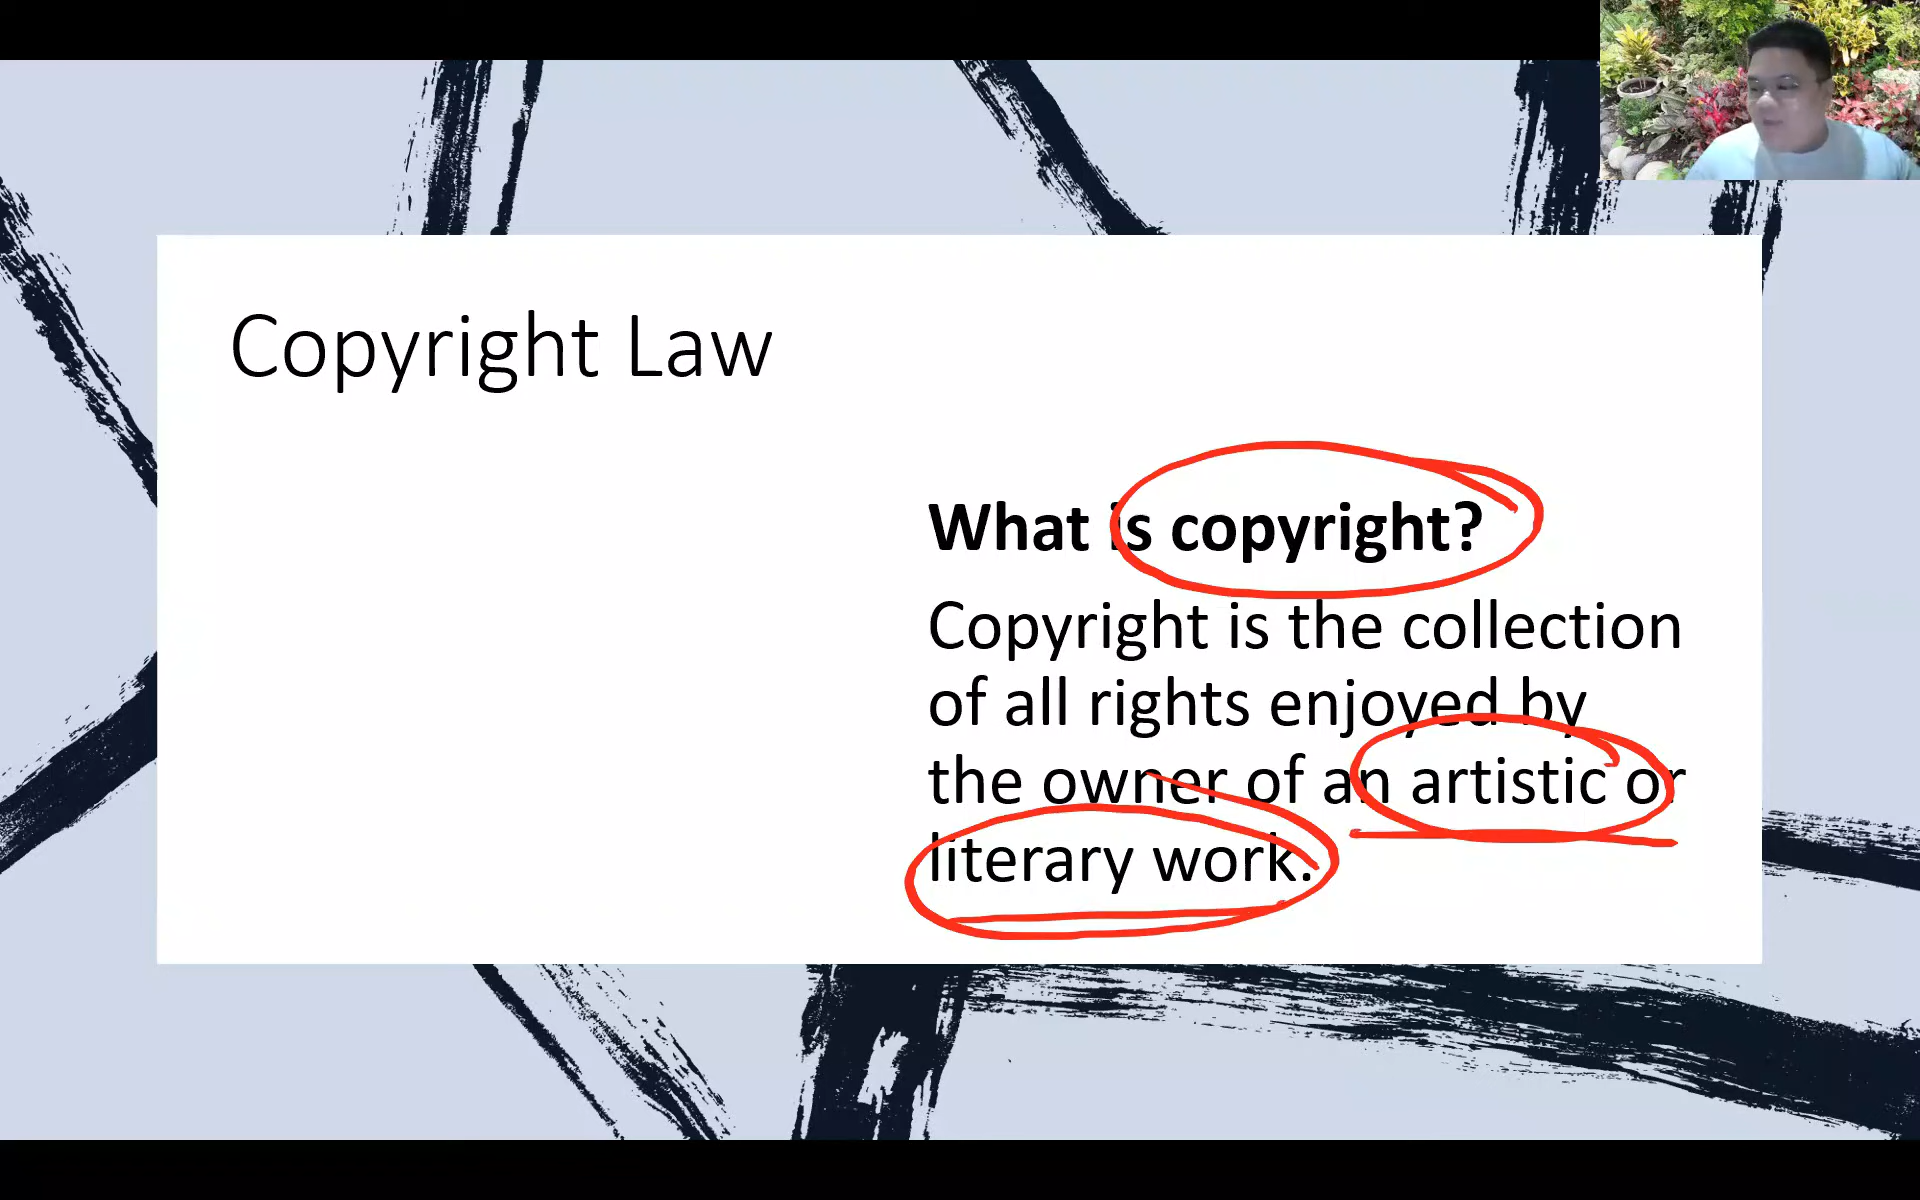 Copyright Law
What is copyright?
Copyright is the collection
of all rights enjoyed by
the owner of an artistic or
literary work.